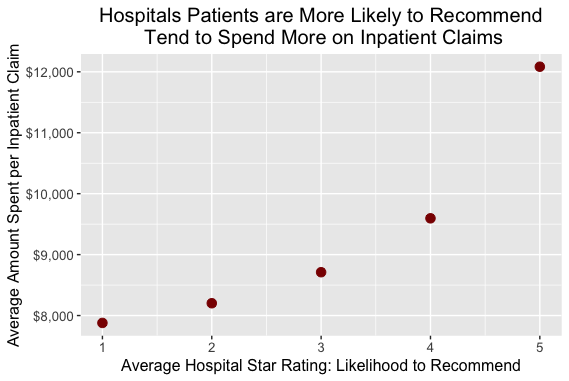 Hospitals Patients are More Likely to Recommend
Tend to Spend More on Inpatient Claims
Average Amount Spent per Inpatient Claim
$12,000
$11,000
$10,000
$9,000
$8,000
1 2 3 4 5
Average Hospital Star Rating: Likelihood to Recommend